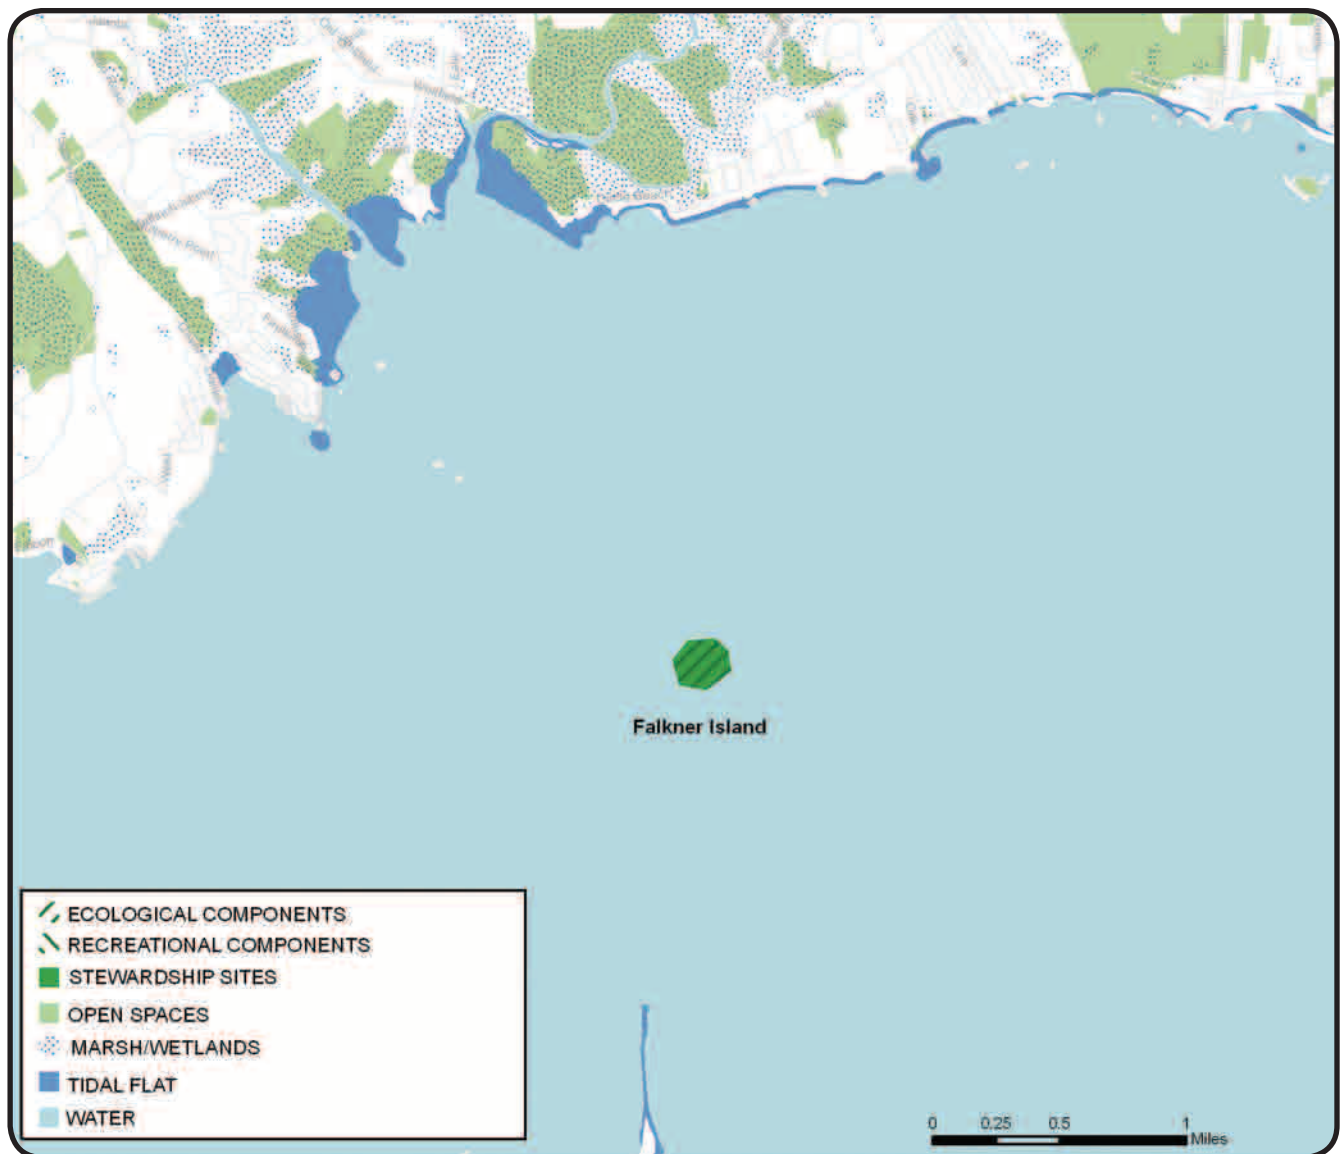 Falkner Island
ECOLOGICAL COMPONENTS
RECREATIONAL COMPONENTS
STEWARDSHIP SITES
OPEN SPACES
MARSH/WETLANDS
TIDAL FLAT
WATER
0 0.25 0.5 1
Miles